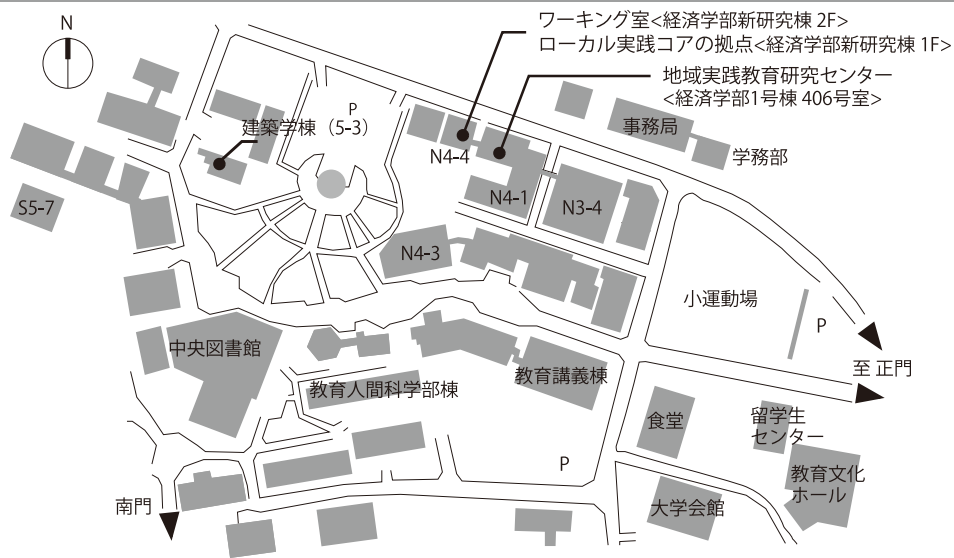 N
ワーキング室<経済学部新研究棟 2F>
ローカル実践コアの拠点<経済学部新研究棟 1F>
地域実践教育研究センター
<経済学部1号棟 406号室>
P
建築学棟（5-3）
事務局
学務部
N4-4
N4-1
N3-4
S5-7
N4-3
小運動場
P
至 正門
中央図書館
教育人間科学部棟
教育講義棟
食堂
留学生
センター
P
教育文化
ホール
南門
大学会館